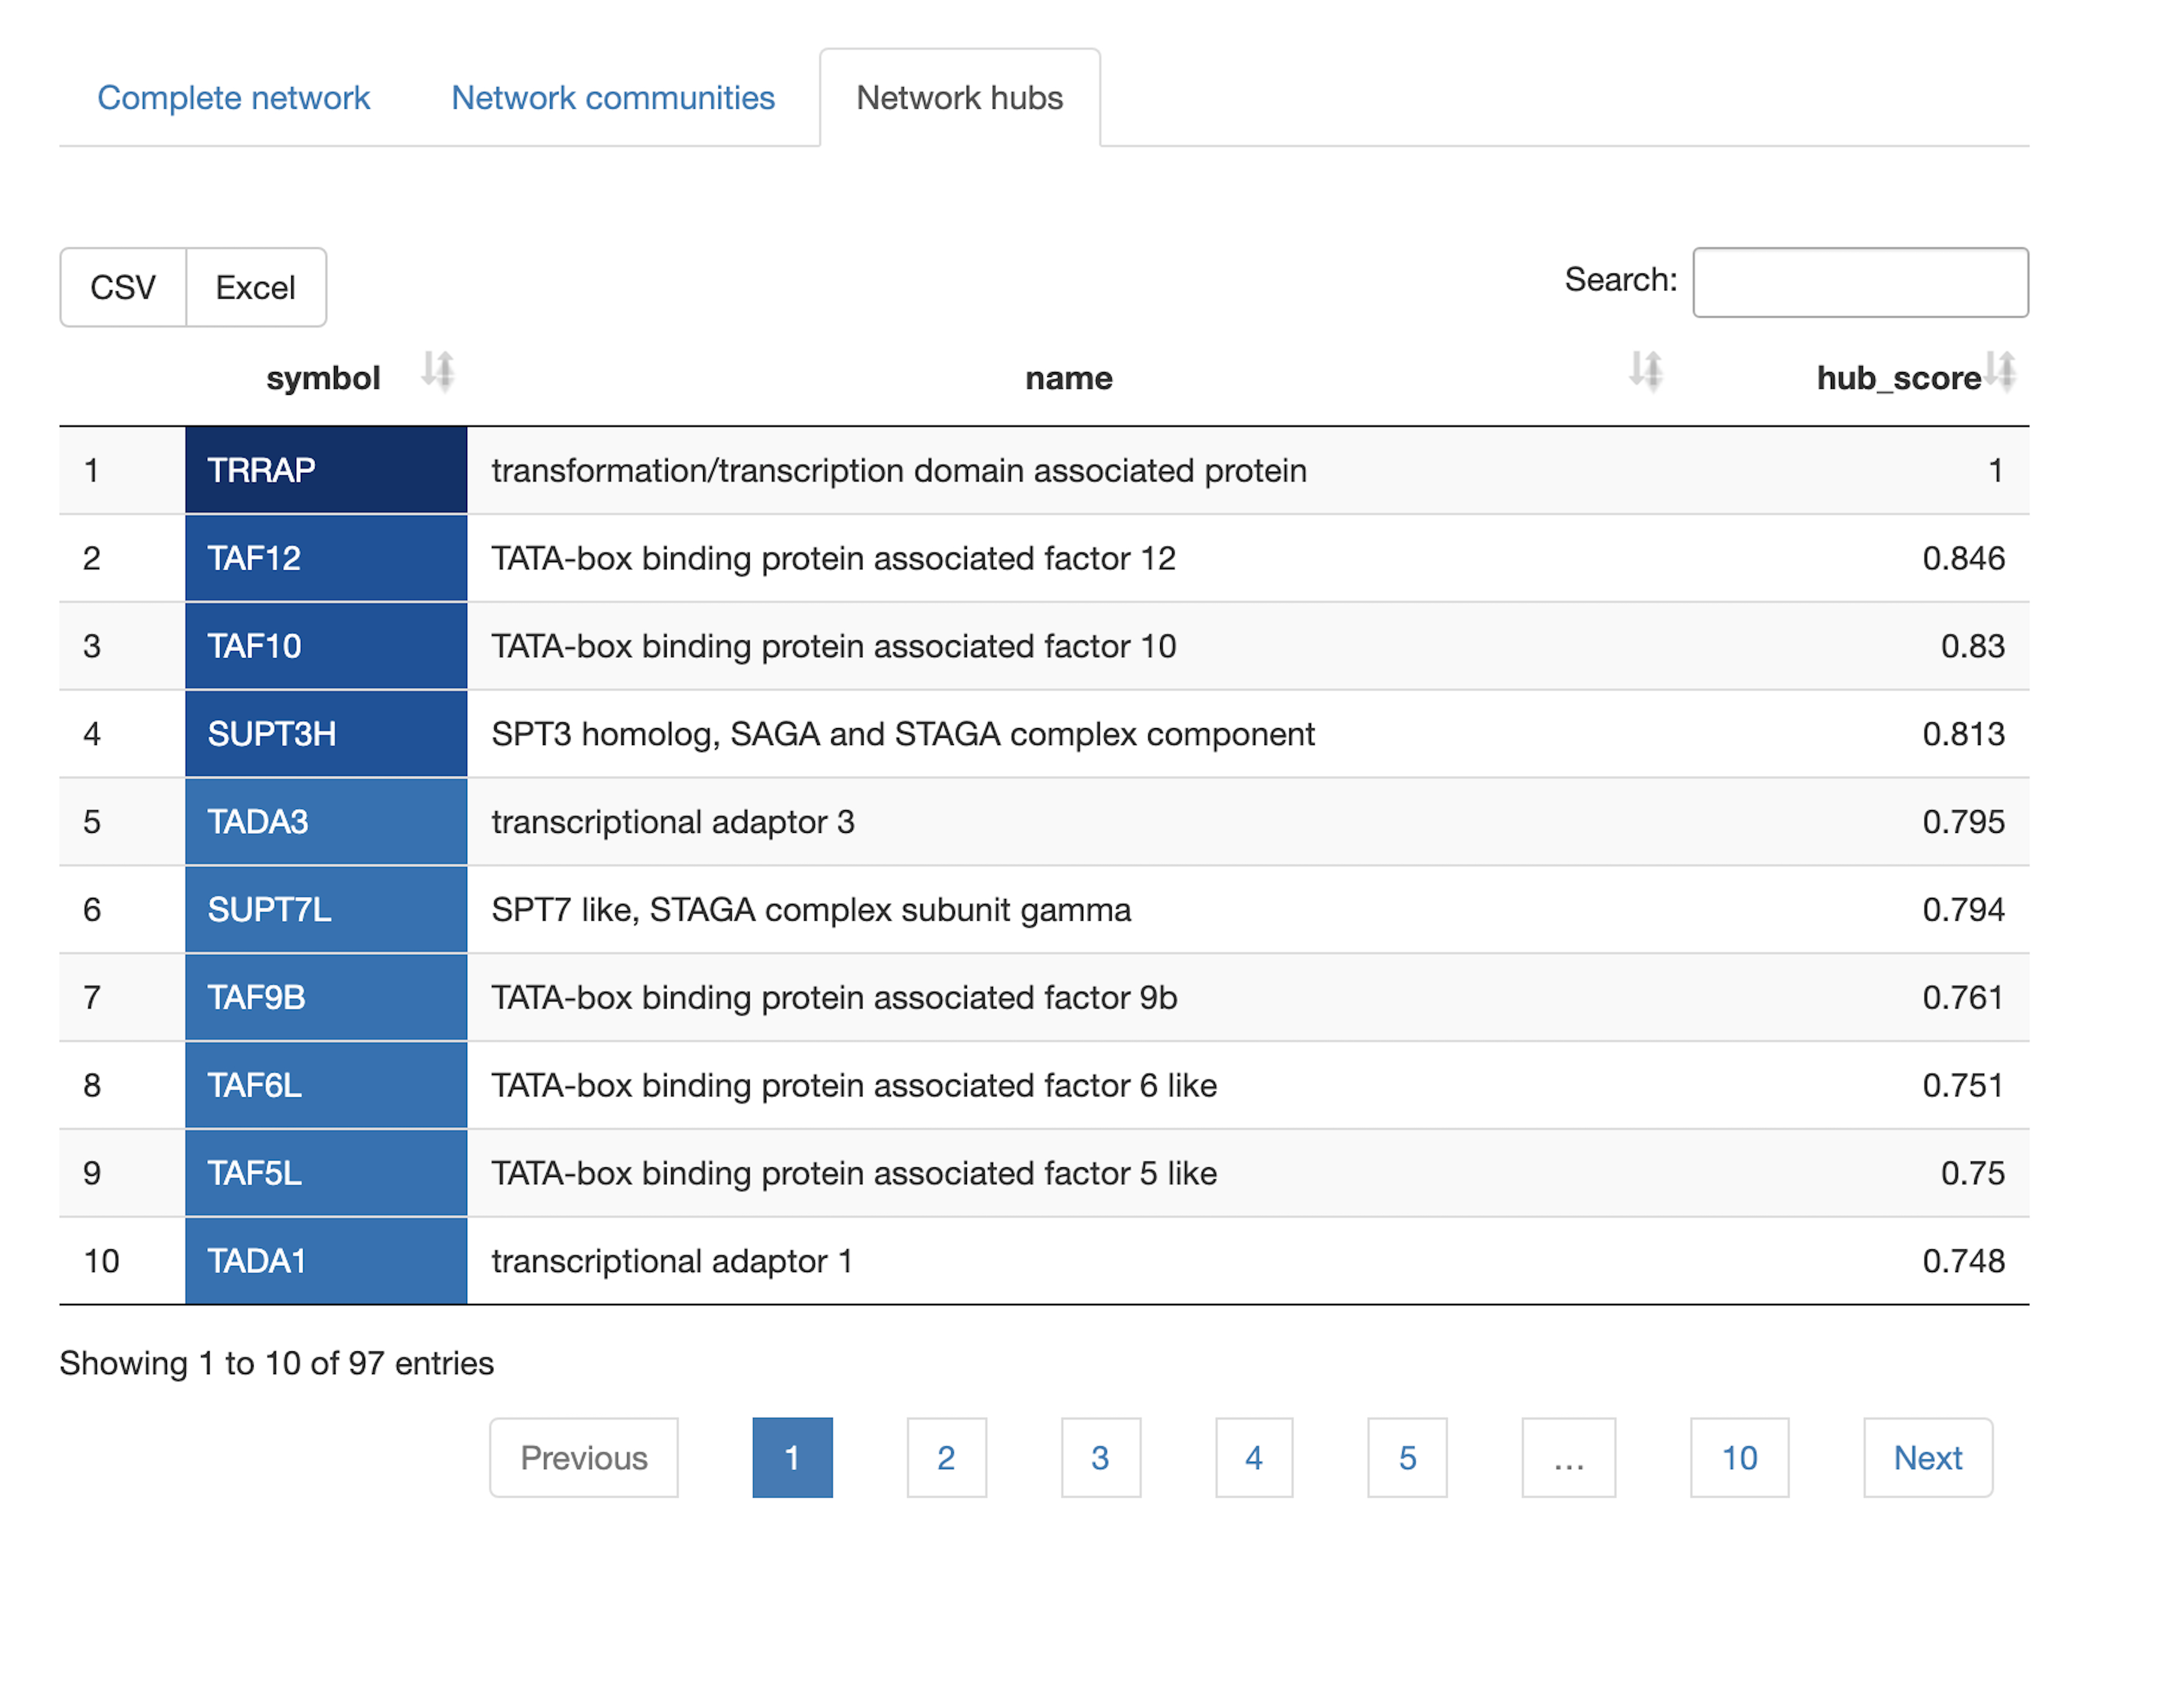 Complete network Network communities Network hubs
CSV Excel Search:
symbol name hub_score
1 TRRAP transformation/transcription domain associated protein 1
2 TAF12 TATA-box binding protein associated factor 12 0.846
3 TAF10 TATA-box binding protein associated factor 10 0.83
4 SUPT3H SPT3 homolog, SAGA and STAGA complex component 0.813
5 TADA3 transcriptional adaptor 3 0.795
6 SUPT7L SPT7 like, STAGA complex subunit gamma 0.794
7 TAF9B TATA-box binding protein associated factor 9b 0.761
8 TAF6L TATA-box binding protein associated factor 6 like 0.751
9 TAF5L TATA-box binding protein associated factor 5 like 0.75
10 TADA1 transcriptional adaptor 1 0.748
Showing 1 to 10 of 97 entries
Previous 1 2 3 4 5 ... 10 Next